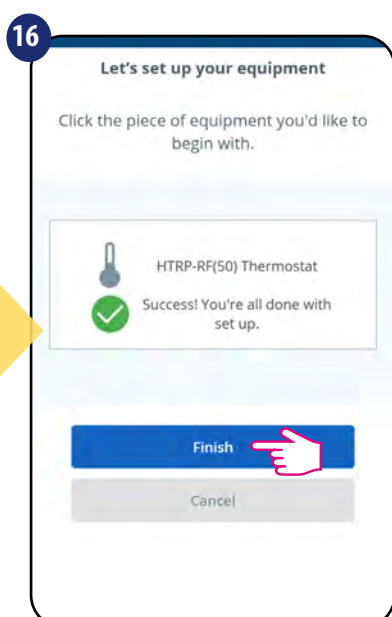 16
Let's set up your equipment
Click the piece of equipment you'd like to
begin with.
HTRP-RF(50) Thermostat
Success! You're all done with
set up.
Finish
Cancel